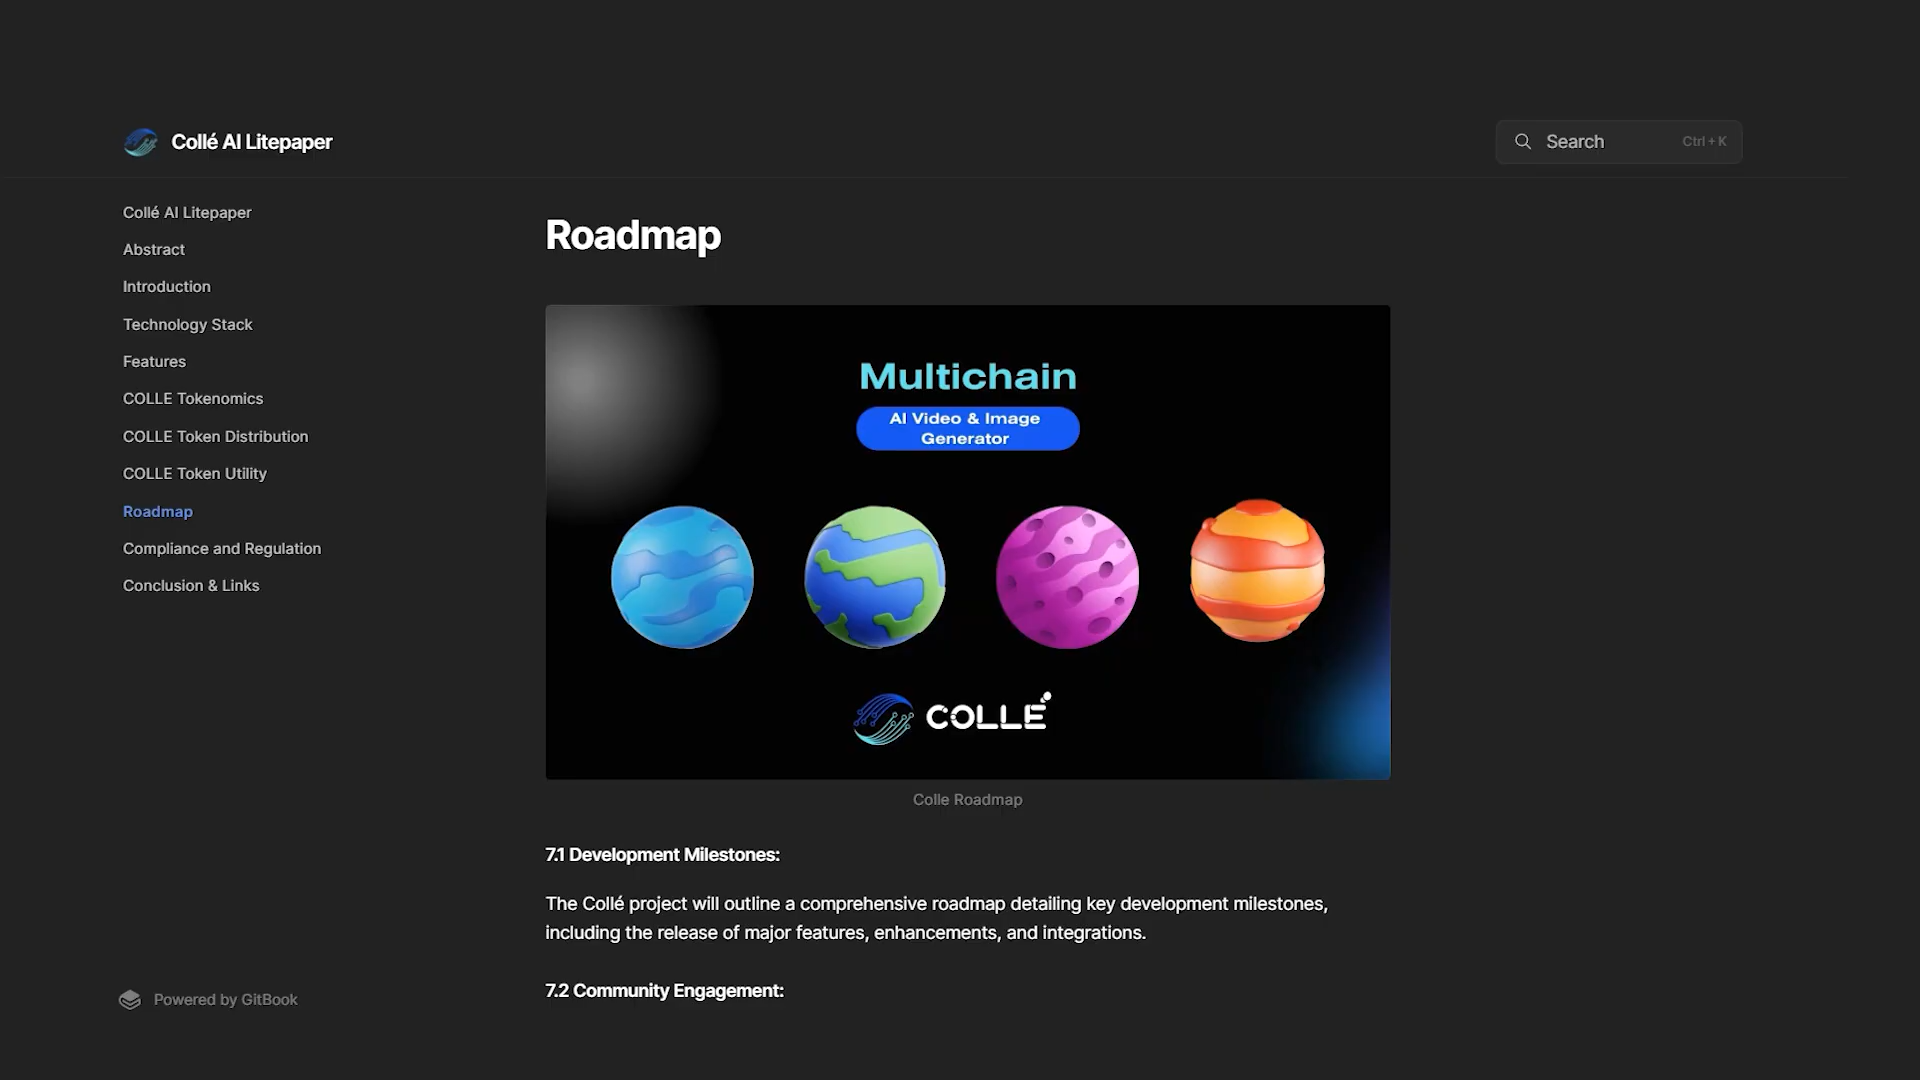 Collé AI Litepaper
Search
Ctrl + K
Collé AI Litepaper
Abstract
Introduction
Technology Stack
Features
COLLE Tokenomics
COLLE Token Distribution
COLLE Token Utility
Roadmap
Compliance and Regulation
Conclusion & Links
Powered by GitBook
Roadmap
Multichain
AI Video & Image
Generator
COLLE
Colle Roadmap
7.1 Development Milestones:
The Collé project will outline a comprehensive roadmap detailing key development milestones,
including the release of major features, enhancements, and integrations.
7.2 Community Engagement: